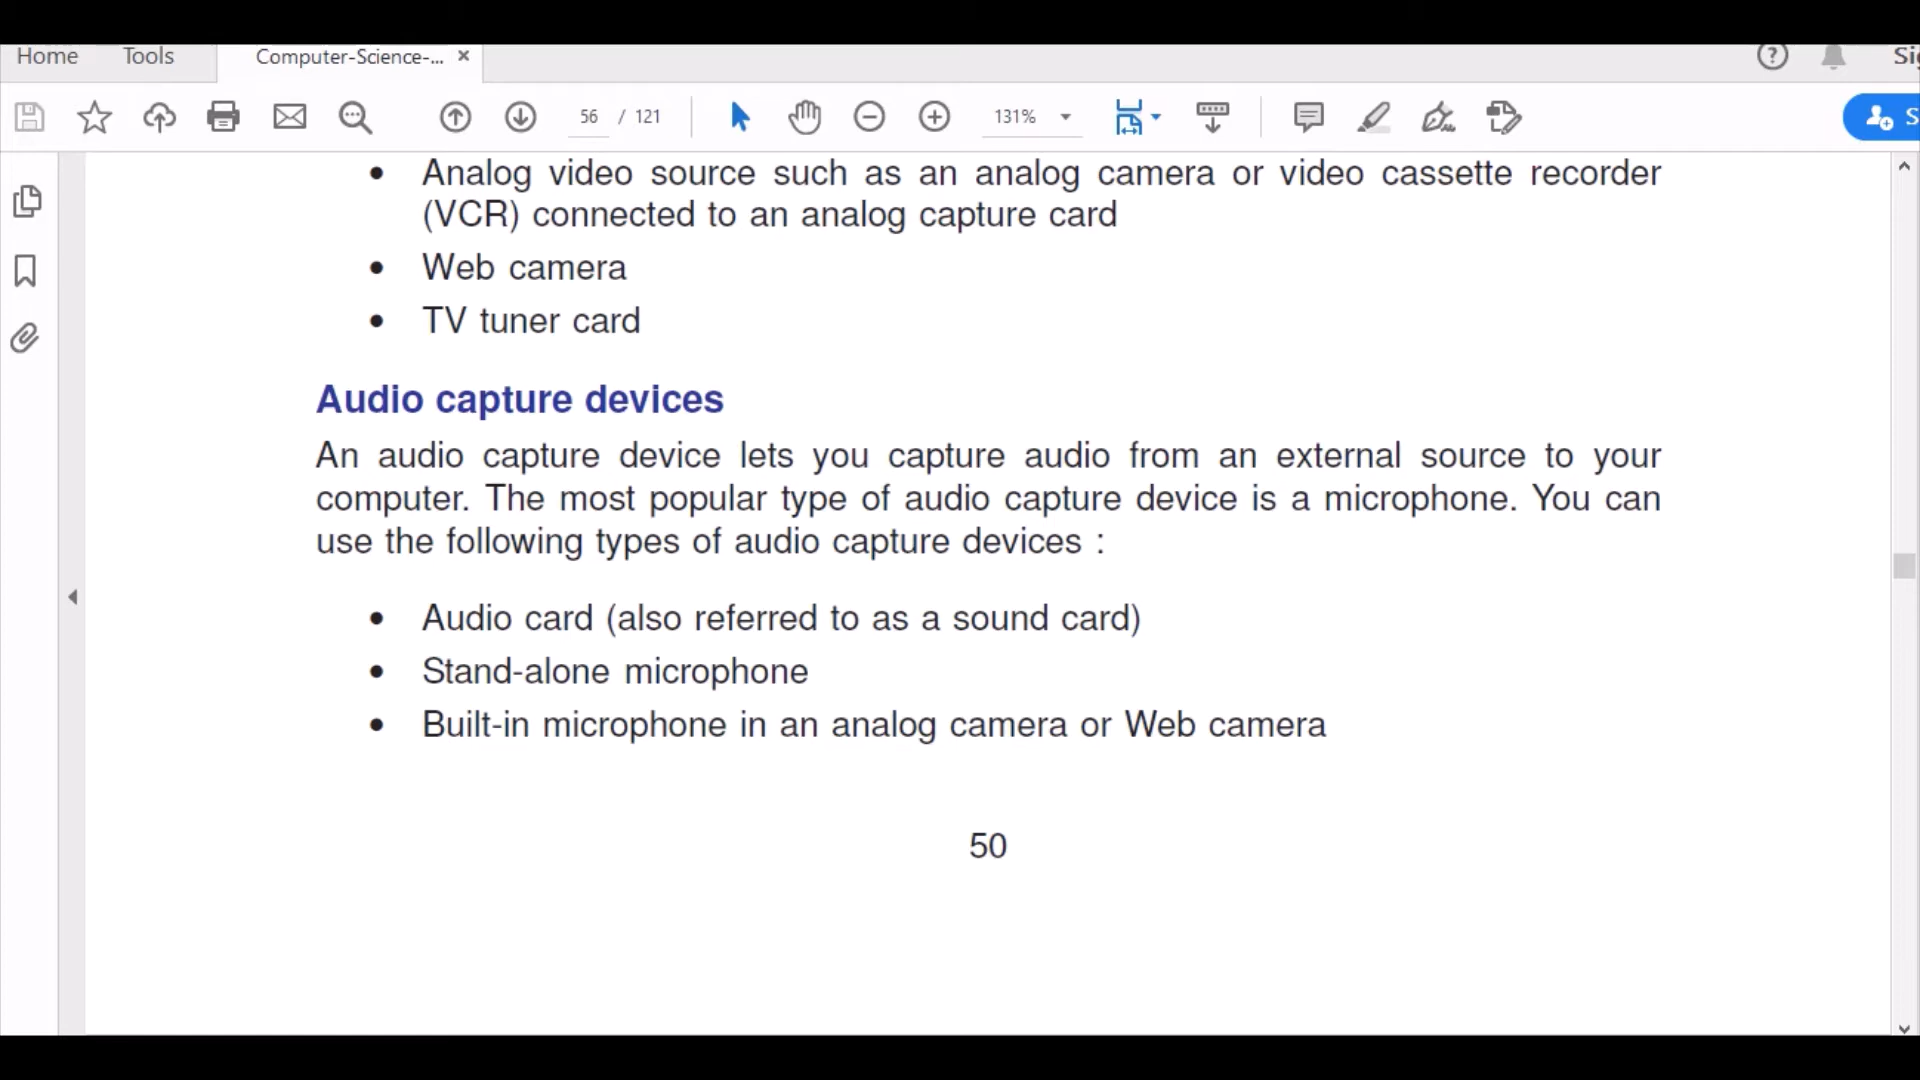 Home Tools Computer-Science-... ×
56 / 121 131%
• Analog video source such as an analog camera or video cassette recorder
(VCR) connected to an analog capture card
• Web camera
• TV tuner card
Audio capture devices
An audio capture device lets you capture audio from an external source to your
computer. The most popular type of audio capture device is a microphone. You can
use the following types of audio capture devices :
• Audio card (also referred to as a sound card)
• Stand-alone microphone
• Built-in microphone in an analog camera or Web camera
50